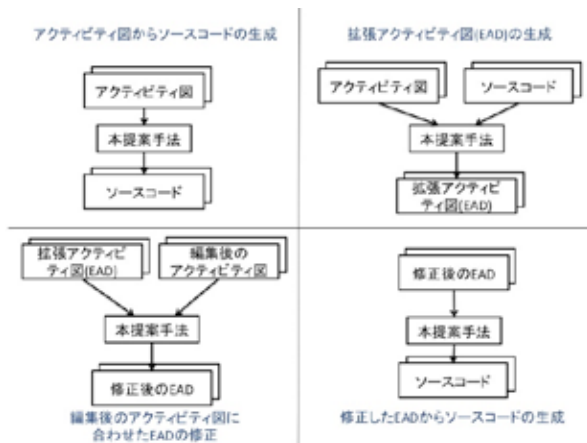 アクティビティ図からソースコードの生成
アクティビティ図
本提案手法
ソースコード
拡張アクティビティ図(EAD)の生成
アクティビティ図
ソースコード
本提案手法
拡張アクティビ
ティ図(EAD)
拡張アクティビ
ティ図(EAD)
編集後の
アクティビティ図
本提案手法
修正後のEAD
編集後のアクティビティ図に
合わせたEADの修正
修正後のEAD
本提案手法
ソースコード
修正したEADからソースコードの生成